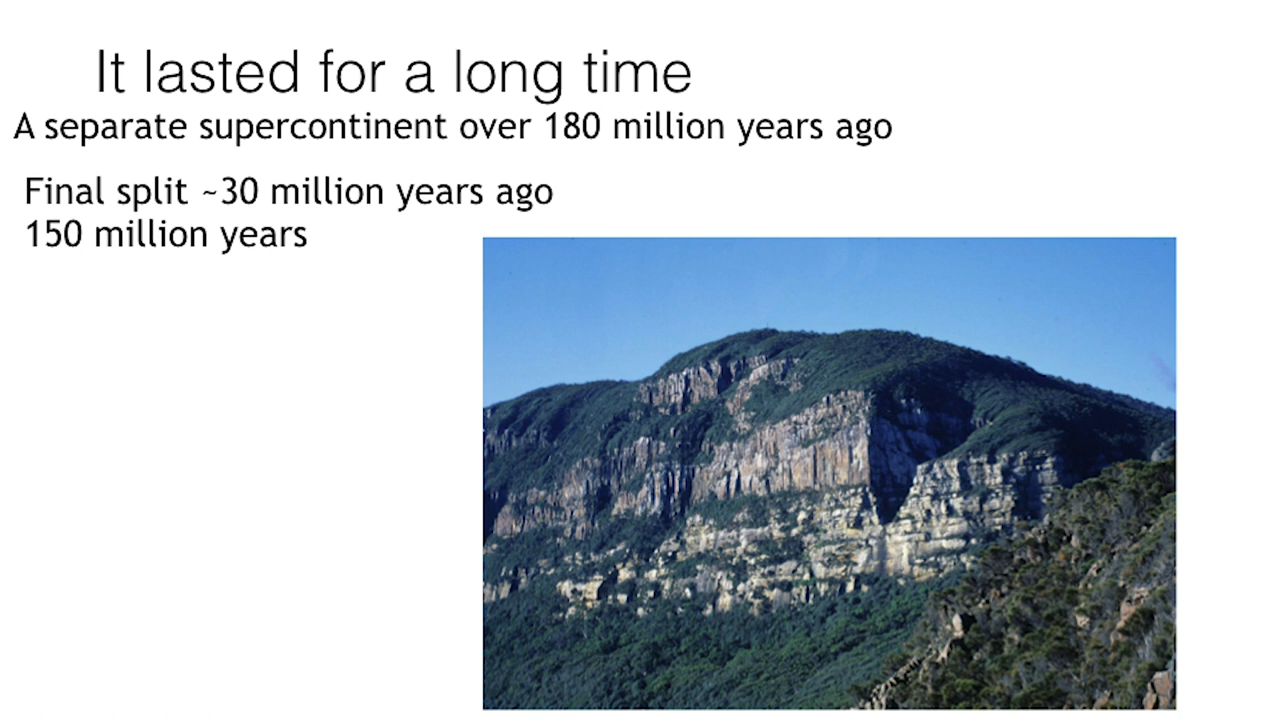 It lasted for a long time
A separate supercontinent over 180 million years ago
Final split ~30 million years ago
150 million years